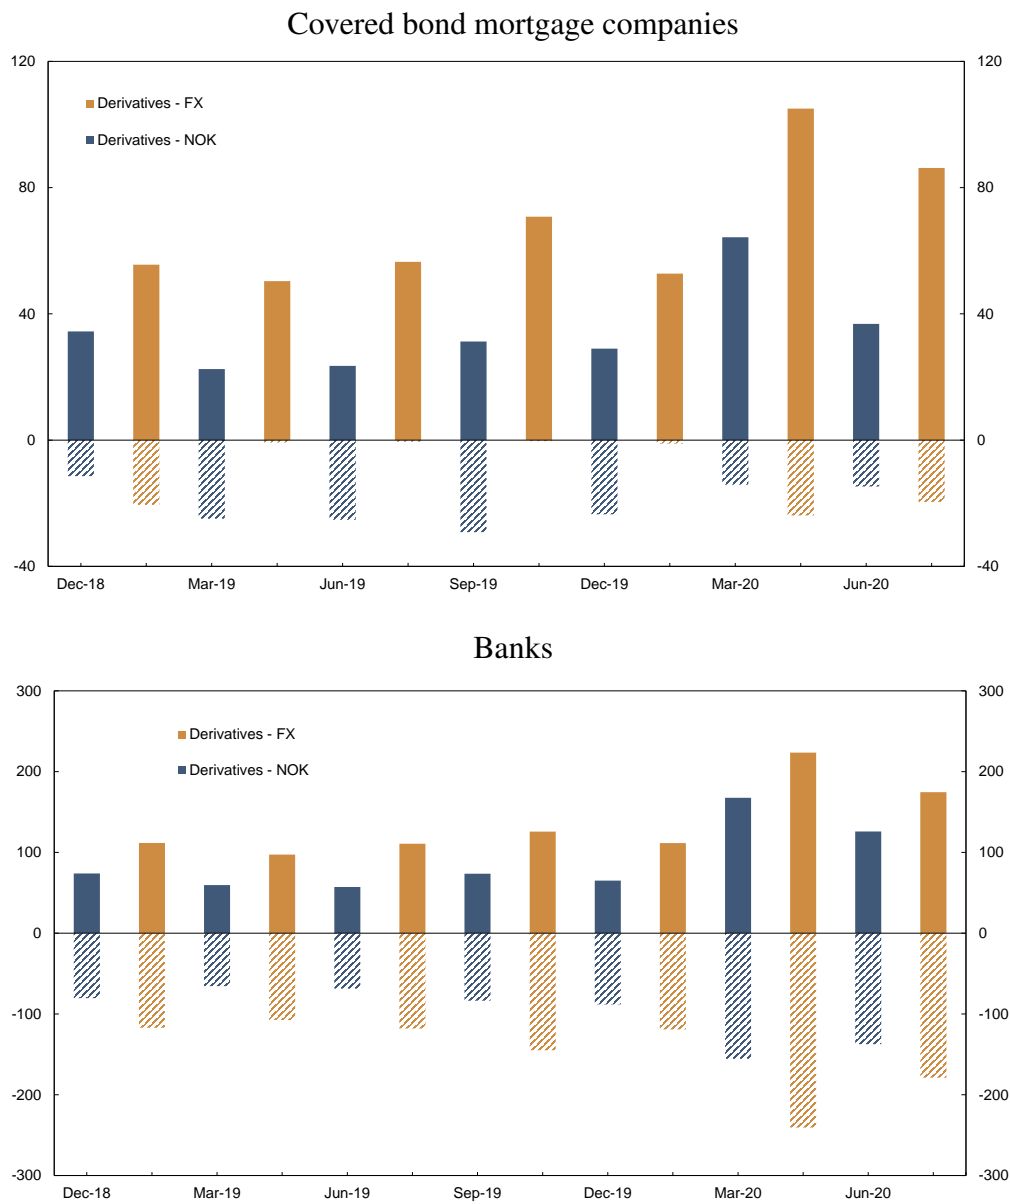 Covered bond mortgage companies
120 120
Derivatives - FX
Derivatives - NOK
80 80
40 40
0 0
-40 -40
Dec-18 Mar-19 Jun-19 Sep-19 Dec-19 Mar-20 Jun-20
Banks
300 300
Derivatives - FX
Derivatives - NOK
200 200
100 100
0 0
-100 -100
-200 -200
-300 -300
Dec-18 Mar-19 Jun-19 Sep-19 Dec-19 Mar-20 Jun-20